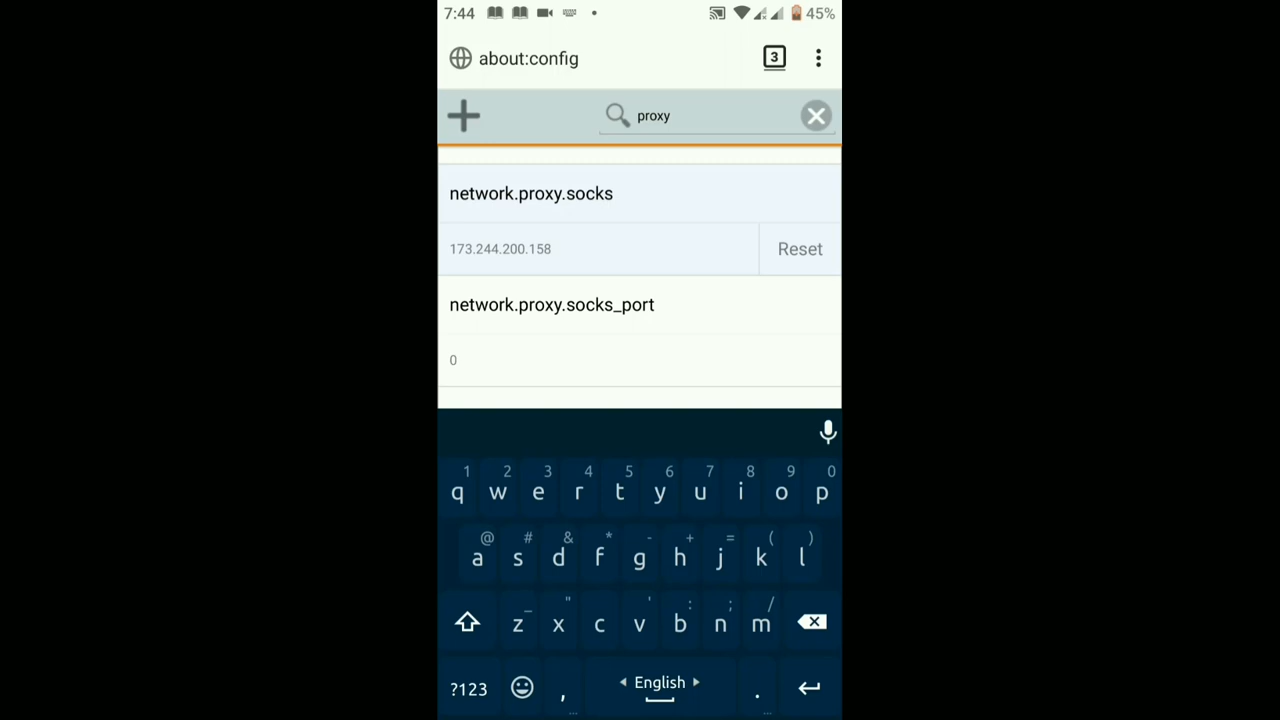 7:44 45%
about:config 3
proxy
network.proxy.socks
173.244.200.158 Reset
network.proxy.socks_port
0
1 2 3 4 5 6 7 8 9 0
q w e r t y u i o p
@ # & * - + = ( )
a s d f g h j k l
_ " ' : ; /
z x c v b n m
?123 , English .